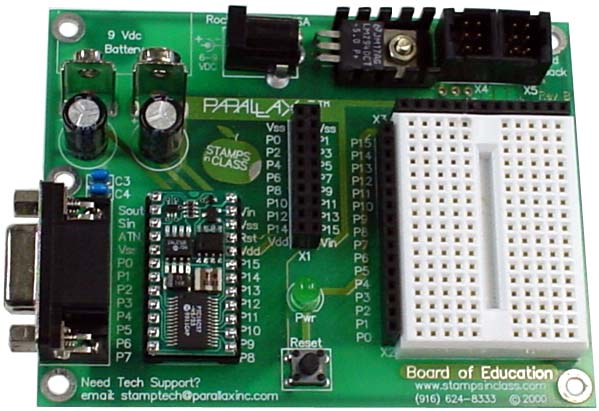 9 Vdc
Batter
Roc
SA
6-9
VDC
LM2940CT
X4
X5
Rev B
PARALLAX
STAMPS
in
CLASS
X3
Vss
P0
P2
P4
P6
P8
P10
P12
P14
Vdd
Vss
P1
P3
P5
P7
P9
P11
P13
P15
Vin
X1
P15
P14
P13
P12
P11
P10
P9
P8
P7
P6
P5
P4
P3
P2
P1
P0
X2
C3
C4
Sout
Sin
ATN
Vss
P0
P1
P2
P3
P4
P5
P6
P7
Vin
Vss
Rst
Vdd
P15
P14
P13
P12
P11
P10
P9
P8
Pwr
Reset
Need Tech Support?
email: stamptech@parallaxinc.com
Board of Education™
www.stampsinclass.com
(916) 624-8333 © 2000